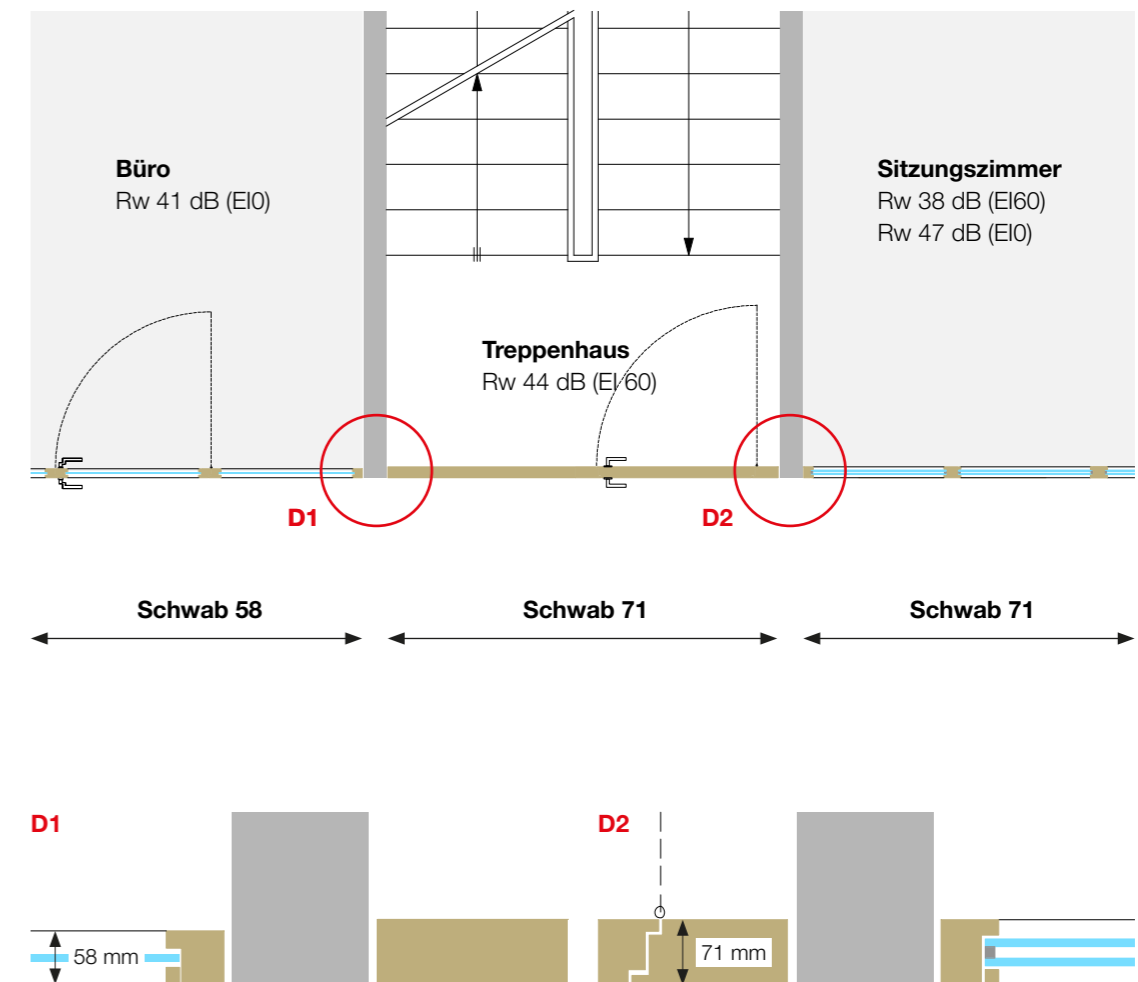 Büro
Rw 41 dB (EI0)
Sitzungszimmer
Rw 38 dB (EI60)
Rw 47 dB (EI0)
Treppenhaus
Rw 44 dB (EI 60)
D1
D2
Schwab 58
Schwab 71
Schwab 71
D1
D2
58 mm
71 mm